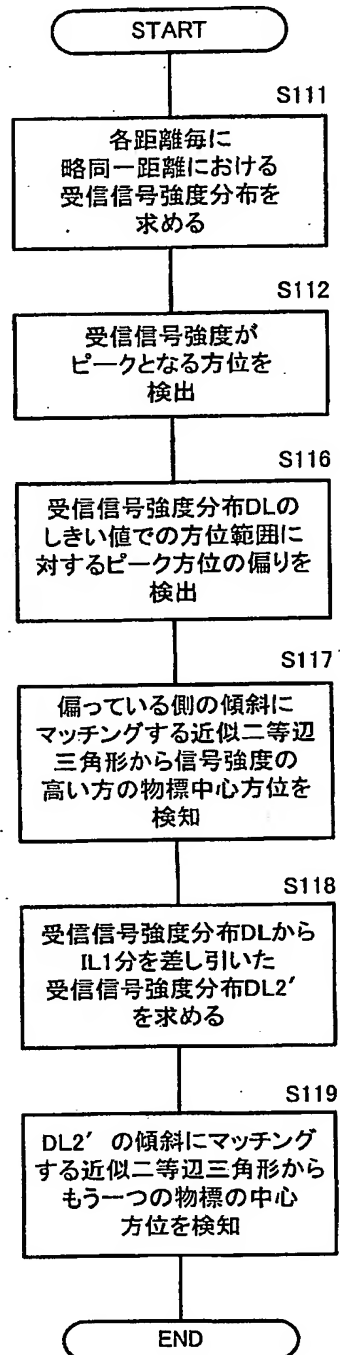 START
S111
各距離毎に
略同一距離における
受信信号強度分布を
求める
S112
受信信号強度が
ピークとなる方位を
検出
S116
受信信号強度分布DLの
しきい値での方位範囲に
対するピーク方位の偏りを
検出
S117
偏っている側の傾斜に
マッチングする近似二等辺
三角形から信号強度の
高い方の物標中心方位を
検知
S118
受信信号強度分布DLから
IL1分を差し引いた
受信信号強度分布DL2′
を求める
S119
DL2′の傾斜にマッチング
する近似二等辺三角形から
もう一つの物標の中心
方位を検知
END